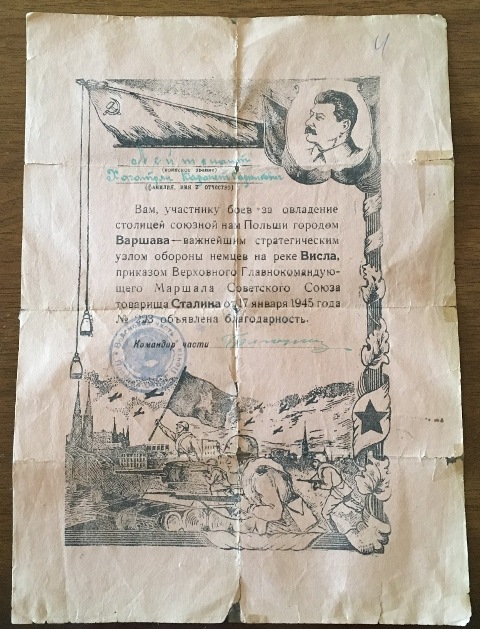 Лейтенант
(воинское звание)
Карапет
(фамилия, имя и отчество)
Вам, участнику боев за овладение
столицей союзной нам Польши городом
Варшава — важнейшим стратегическим
узлом обороны немцев на реке Висла,
приказом Верховного Главнокомандую-
щего Маршала Советского Союза
товарища Сталина от 17 января 1945 года
№ 223 объявлена благодарность.
Командир части